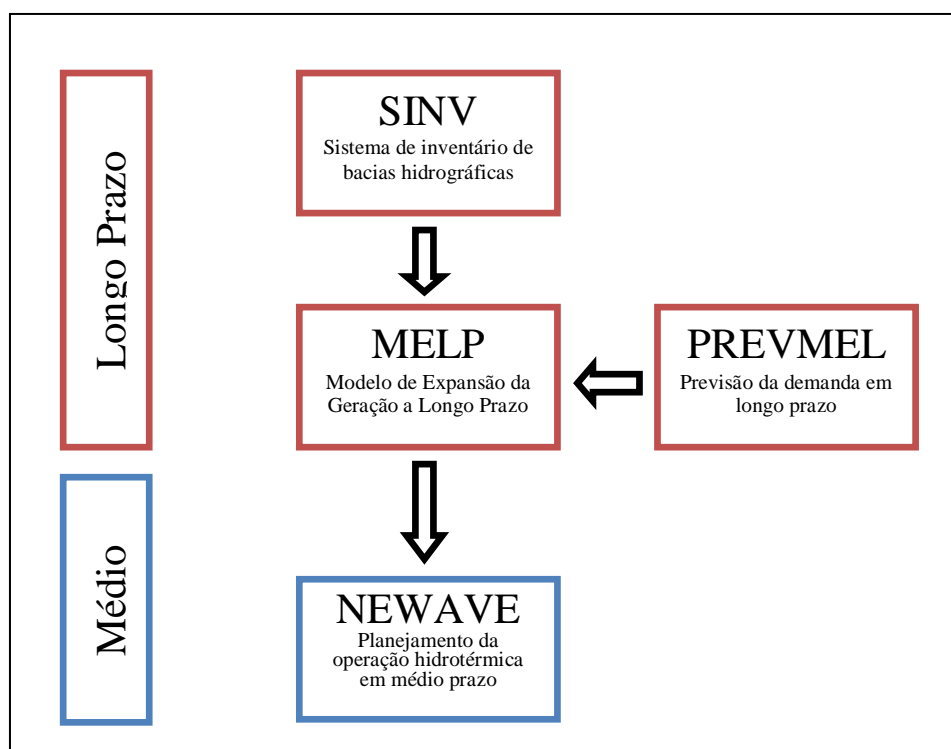 Longo Prazo
SINV
Sistema de inventário de
bacias hidrográficas
MELP
Modelo de Expansão da
Geração a Longo Prazo
PREVMEL
Previsão da demanda em
longo prazo
Médio
NEWAVE
Planejamento da
operação hidrotérmica
em médio prazo